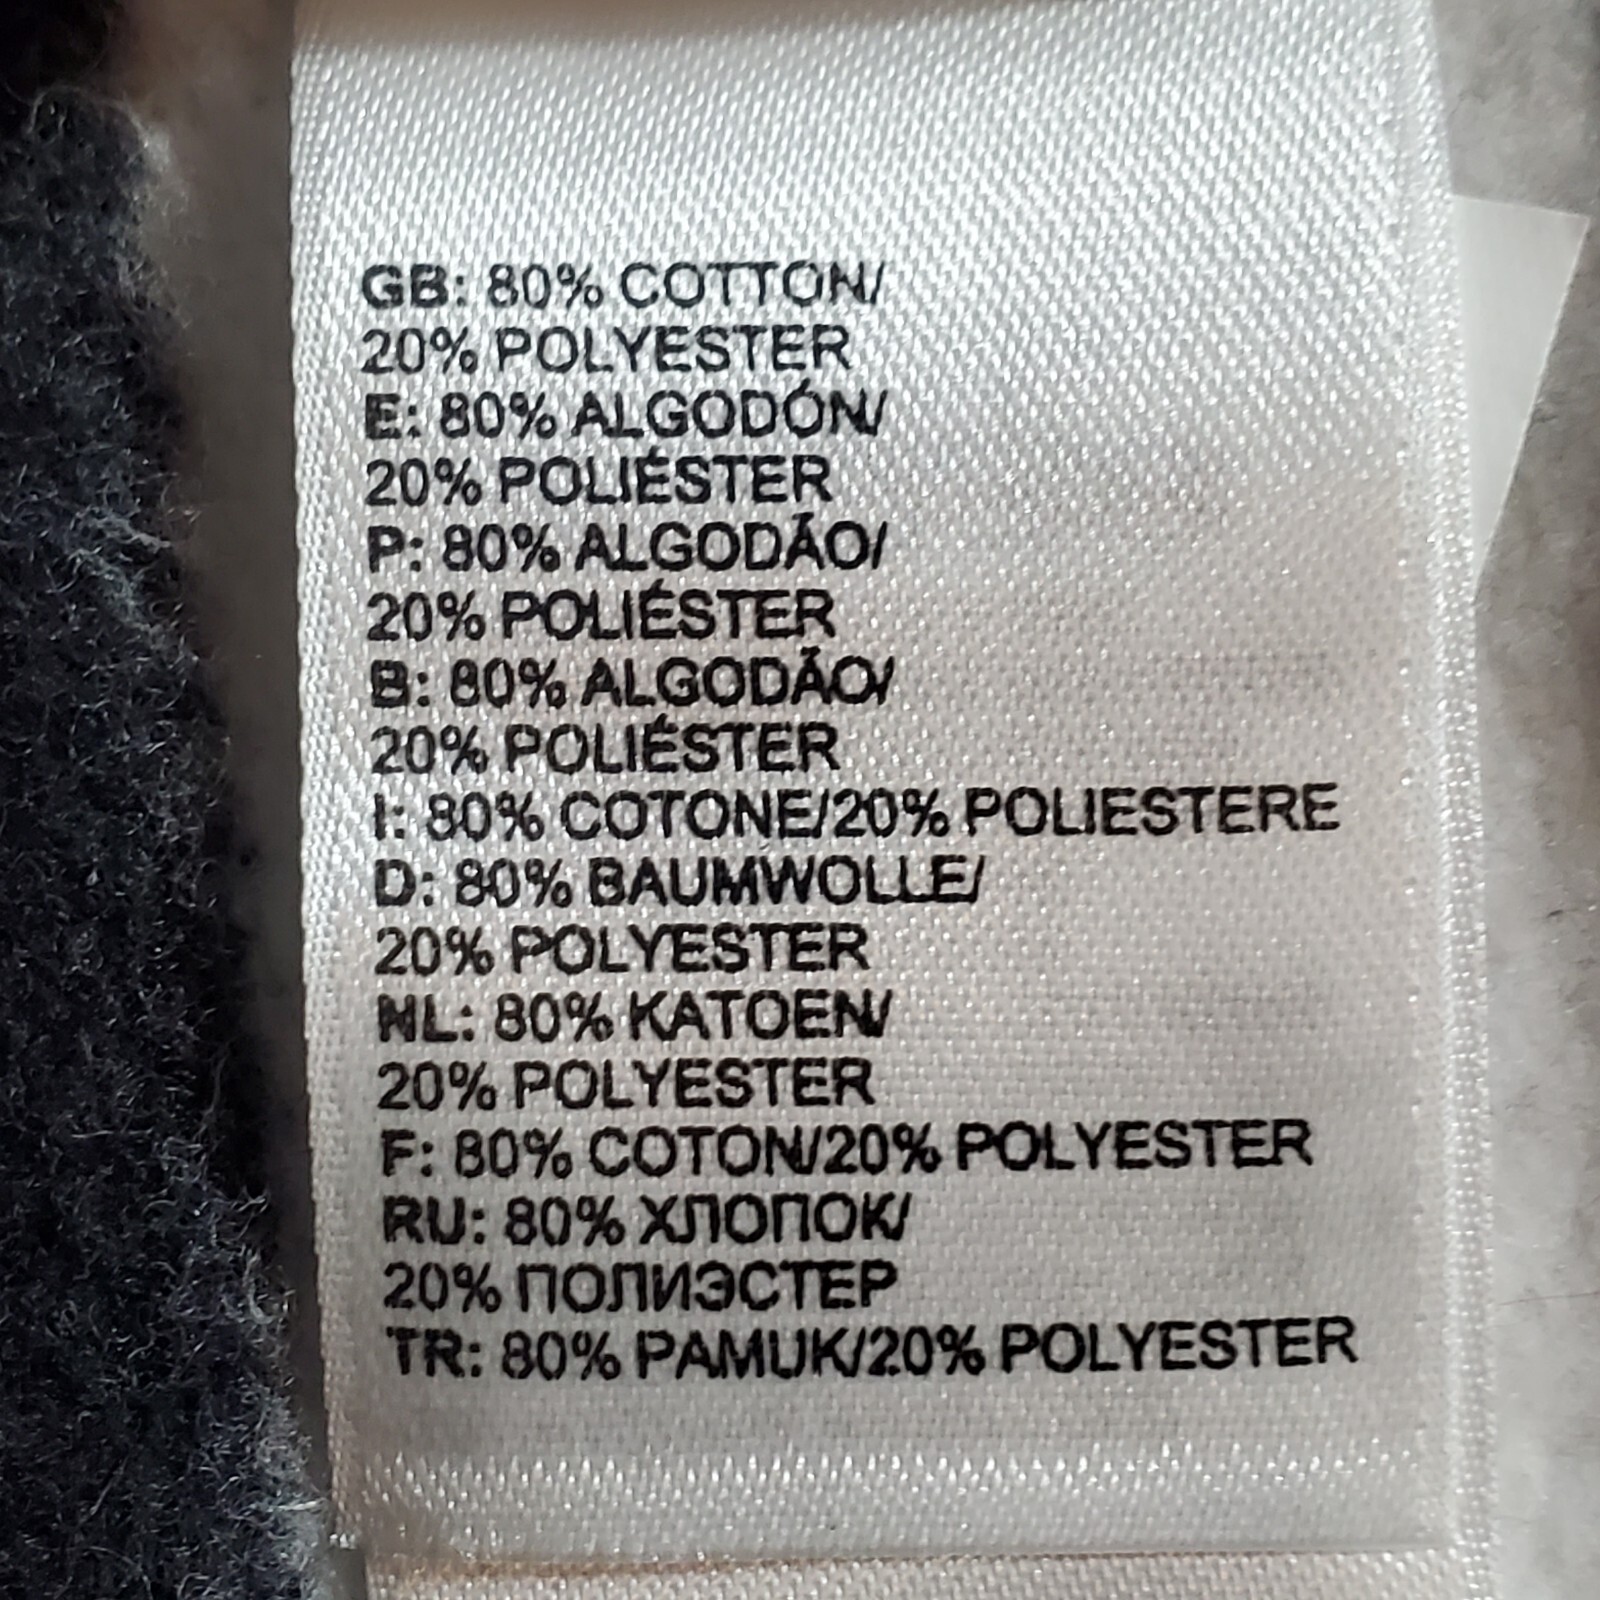 GB: 80% COTTON/
20% POLYESTER
E: 80% ALGODÓN/
20% POLIÉSTER
P: 80% ALGODÃO/
20% POLIÉSTER
B: 80% ALGODÃO/
20% POLIÉSTER
I: 80% COTONE/20% POLIESTERE
D: 80% BAUMWOLLE/
20% POLYESTER
NL: 80% KATOEN/
20% POLYESTER
F: 80% COTON/20% POLYESTER
RU: 80% ХЛОПОК/
20% ПОЛИЭСТЕР
TR: 80% PAMUK/20% POLYESTER